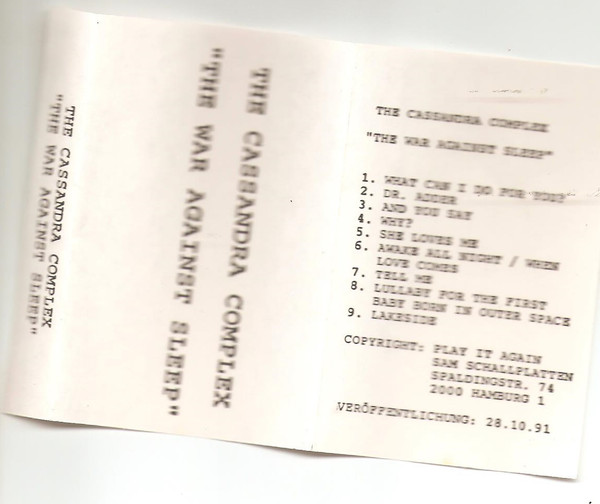 THE CASSANDRA COMPLEX
"THE WAR AGAINST SLEEP"
THE CASSANDRA COMPLEX
"THE WAR AGAINST SLEEP"
THE CASSANDRA COMPLEX
"THE WAR AGAINST SLEEP"
1. WHAT CAN I DO FOR YOU?
2. DR. ADDER
3. AND YOU SAY
4. WHY?
5. SHE LOVES ME
6. AWAKE ALL NIGHT / WHEN
LOVE COMES
7. TELL ME
8. LULLABY FOR THE FIRST
BABY BORN IN OUTER SPACE
9. LAKESIDE
COPYRIGHT: PLAY IT AGAIN
SAM SCHALLPLATTEN
SPALDINGSTR. 74
2000 HAMBURG 1
VERÖFFENTLICHUNG: 28.10.91